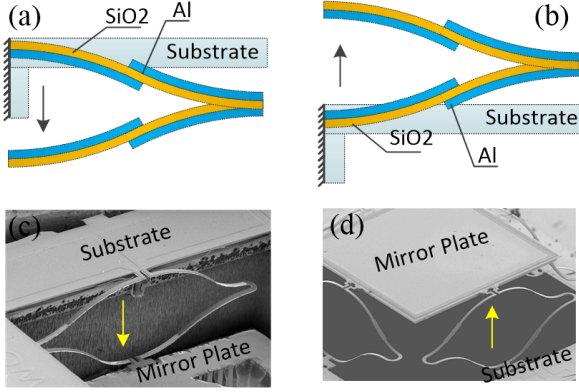 (a)
SiO2
Al
Substrate
(b)
Substrate
SiO2
Al
(c)
Substrate
Mirror Plate
(d)
Mirror Plate
Substrate